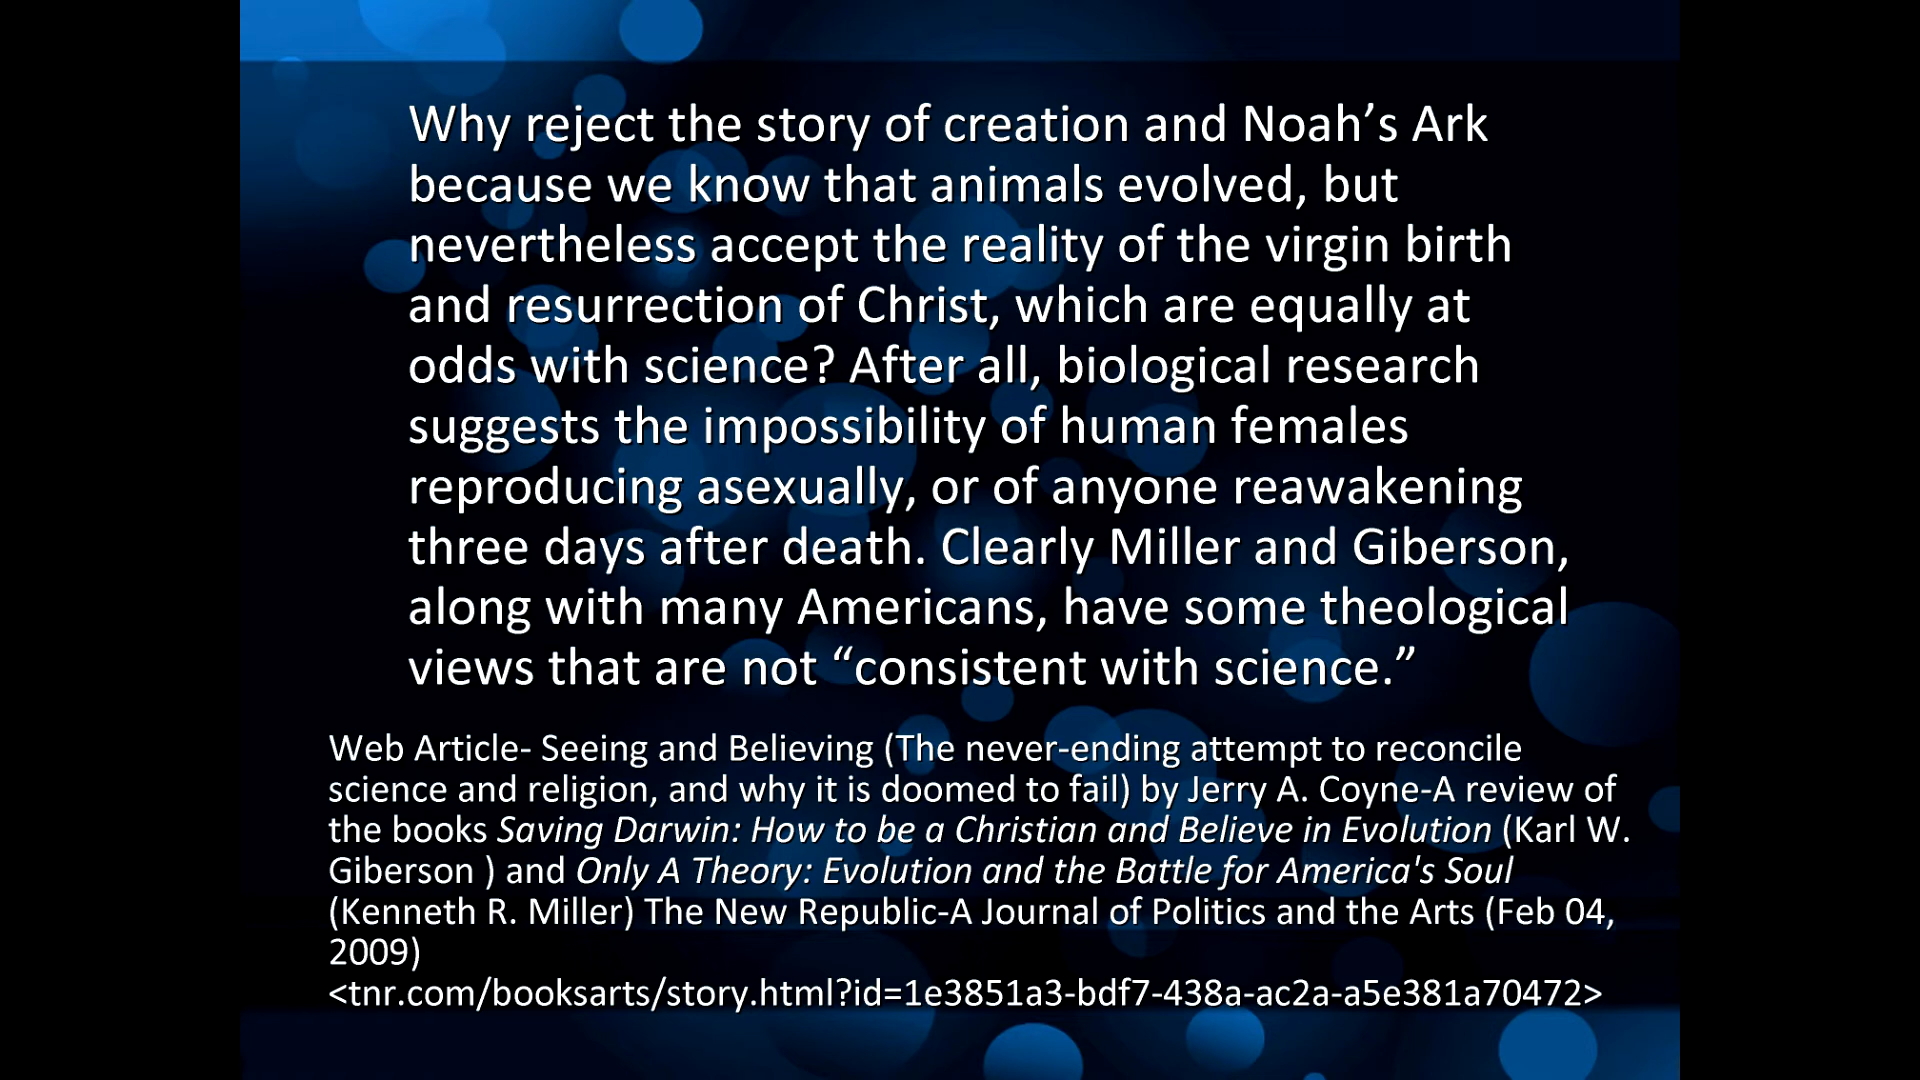 Why reject the story of creation and Noah’s Ark
because we know that animals evolved, but
nevertheless accept the reality of the virgin birth
and resurrection of Christ, which are equally at
odds with science? After all, biological research
suggests the impossibility of human females
reproducing asexually, or of anyone reawakening
three days after death. Clearly Miller and Giberson,
along with many Americans, have some theological
views that are not “consistent with science.”
Web Article- Seeing and Believing (The never-ending attempt to reconcile
science and religion, and why it is doomed to fail) by Jerry A. Coyne-A review of
the books Saving Darwin: How to be a Christian and Believe in Evolution (Karl W.
Giberson ) and Only A Theory: Evolution and the Battle for America's Soul
(Kenneth R. Miller) The New Republic-A Journal of Politics and the Arts (Feb 04,
2009)
<tnr.com/booksarts/story.html?id=1e3851a3-bdf7-438a-ac2a-a5e381a70472>